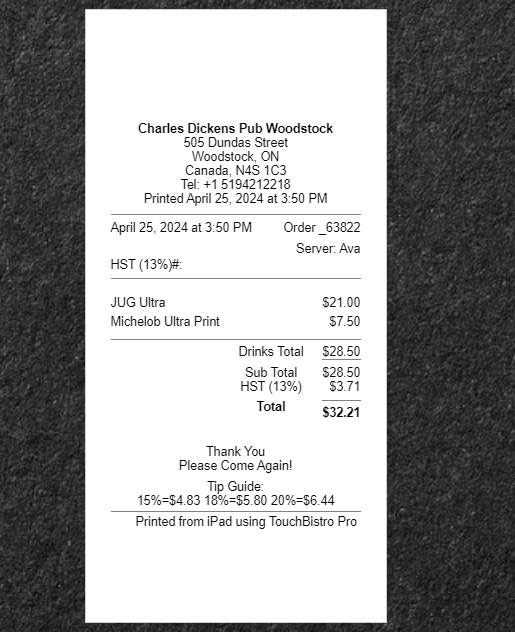 Charles Dickens Pub Woodstock
505 Dundas Street
Woodstock, ON
Canada, N4S 1C3
Tel: +1 5194212218
Printed April 25, 2024 at 3:50 PM
April 25, 2024 at 3:50 PM Order _63822
Server: Ava
HST (13%)#:
JUG Ultra $21.00
Michelob Ultra Print $7.50
Drinks Total $28.50
Sub Total $28.50
HST (13%) $3.71
Total $32.21
Thank You
Please Come Again!
Tip Guide:
15%=$4.83 18%=$5.80 20%=$6.44
Printed from iPad using TouchBistro Pro